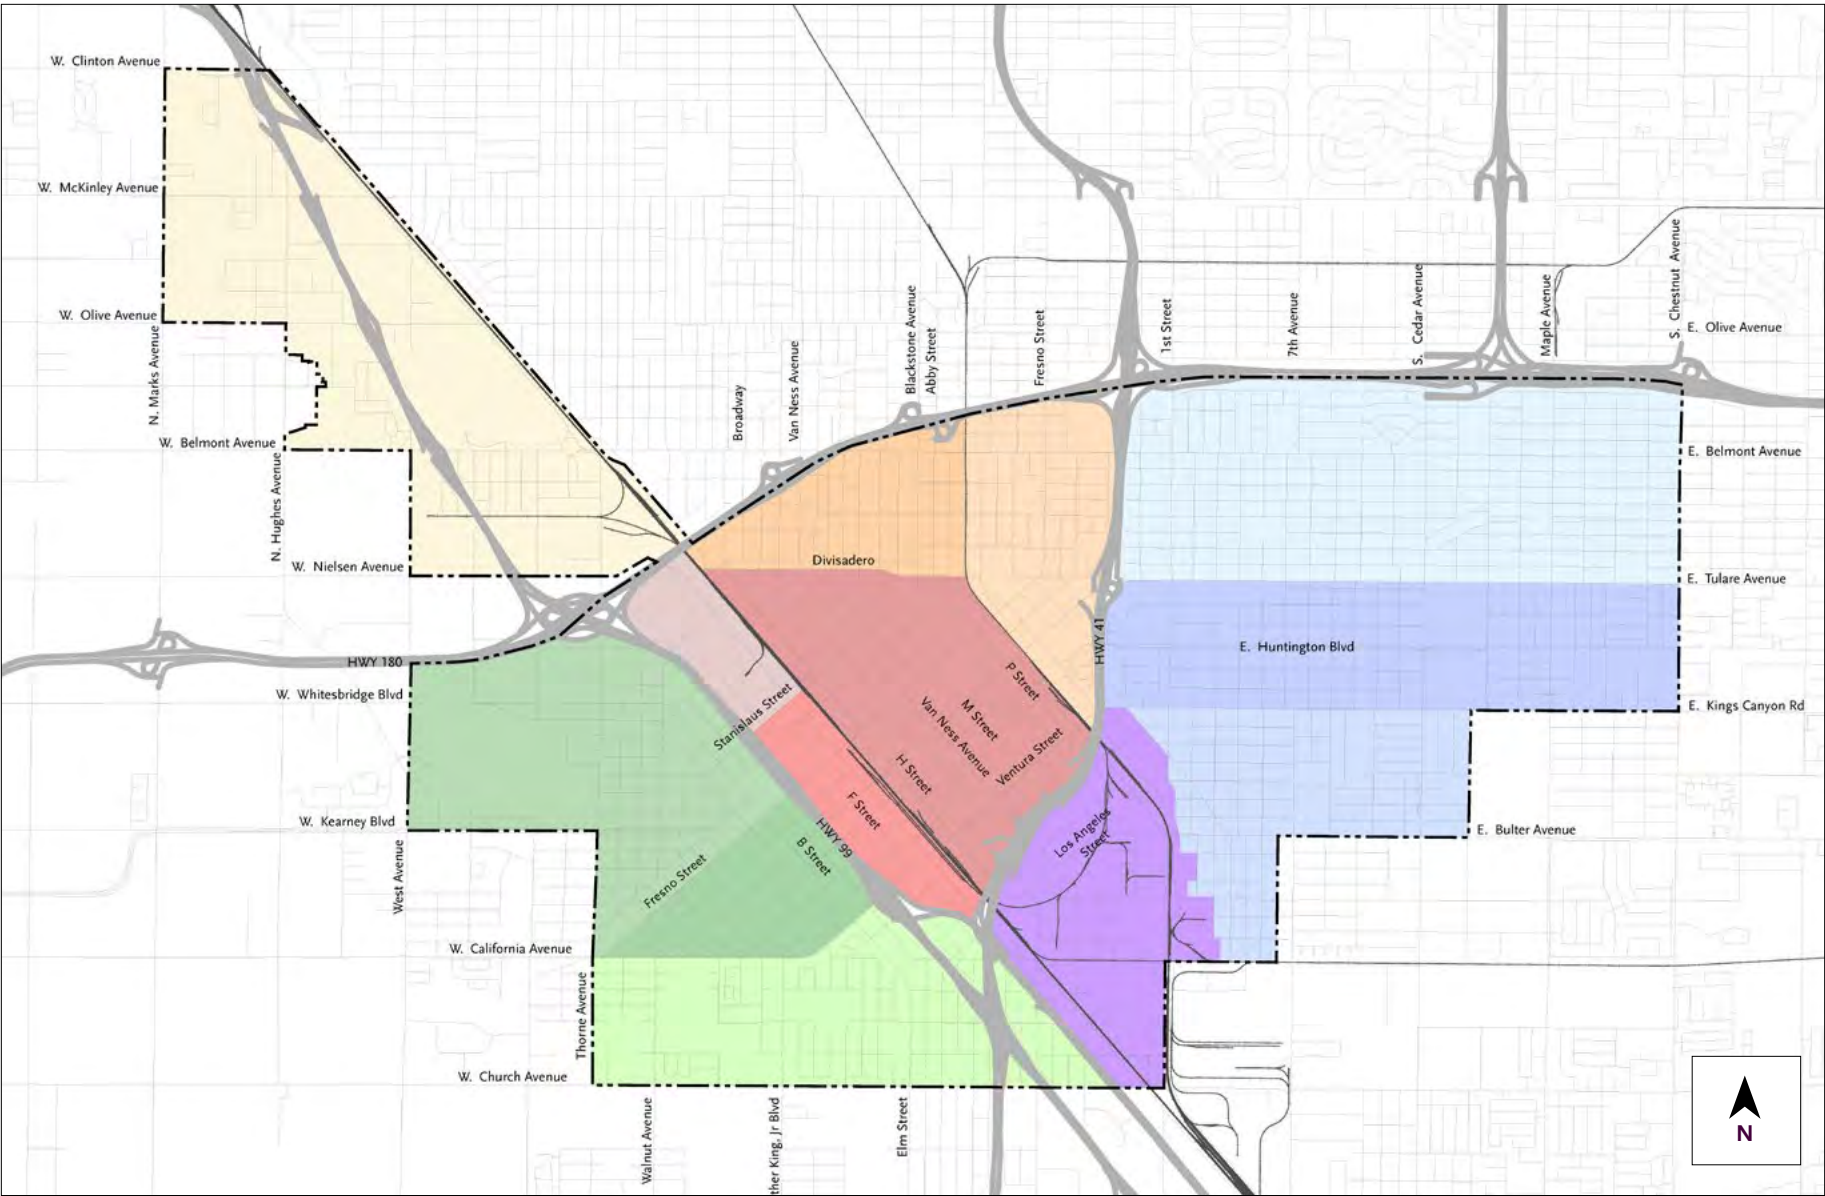 W. Clinton Avenue
W. McKinley Avenue
W. Olive Avenue
N. Marks Avenue
W. Belmont Avenue
N. Hughes Avenue
W. Nielsen Avenue
HWY 180
W. Whitesbridge Blvd
W. Kearney Blvd
West Avenue
W. California Avenue
Thorne Avenue
W. Church Avenue
Walnut Avenue
ther King, Jr Blvd
Elm Street
Broadway
Van Ness Avenue
Blackstone Avenue
Abby Street
Fresno Street
1st Street
7th Avenue
S. Cedar Avenue
Maple Avenue
S. Chestnut Avenue
E. Olive Avenue
E. Belmont Avenue
E. Tulare Avenue
E. Kings Canyon Rd
E. Bulter Avenue
Divisadero
HWY 41
E. Huntington Blvd
P Street
M Street
Van Ness Avenue
Ventura Street
Stanislaus Street
H Street
F Street
HWY 99
B Street
Fresno Street
Los Angeles
Street
N